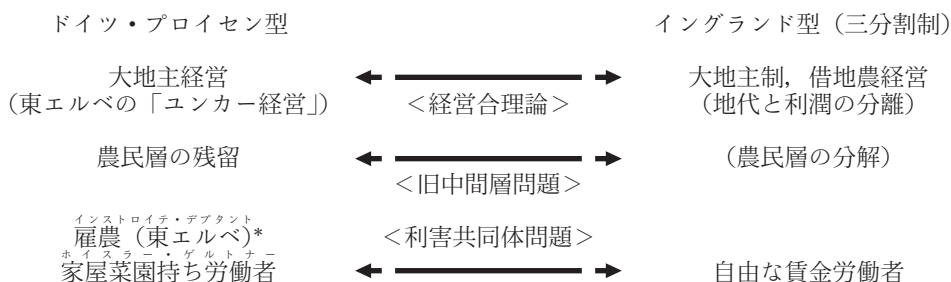 ドイツ・プロイセン型 イングランド型（三分割制）
大地主経営 大地主制，借地農経営
（東エルベの「ユンカー経営」） ＜経営合理論＞ （地代と利潤の分離）
農民層の残留 （農民層の分解）
＜旧中間層問題＞
インストロイテ・デプタント
雇農（東エルベ）* ＜利害共同体問題＞
ホイスラー・ゲルトナー
家屋菜園持ち労働者 自由な賃金労働者